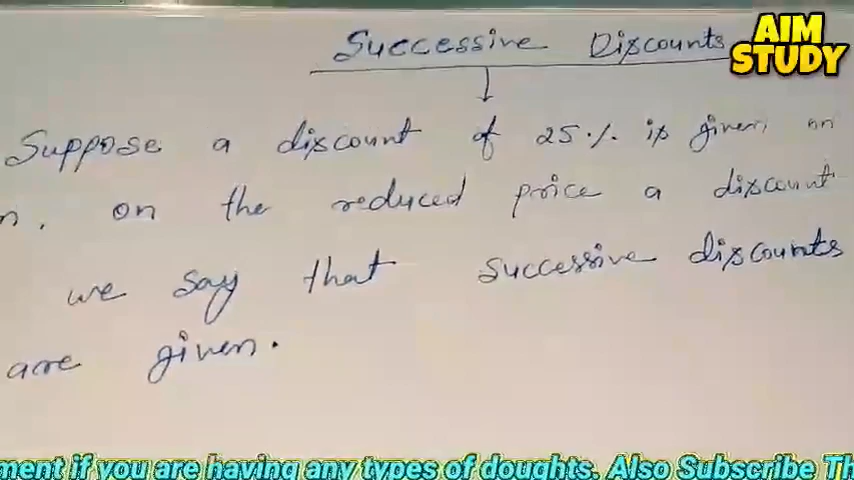 Successive Discounts
AIM
STUDY
Suppose a discount of 25% is given on
n. on the reduced price a discount
we say that successive discounts
are given.
ment if you are having any types of doughts. Also Subscribe Th